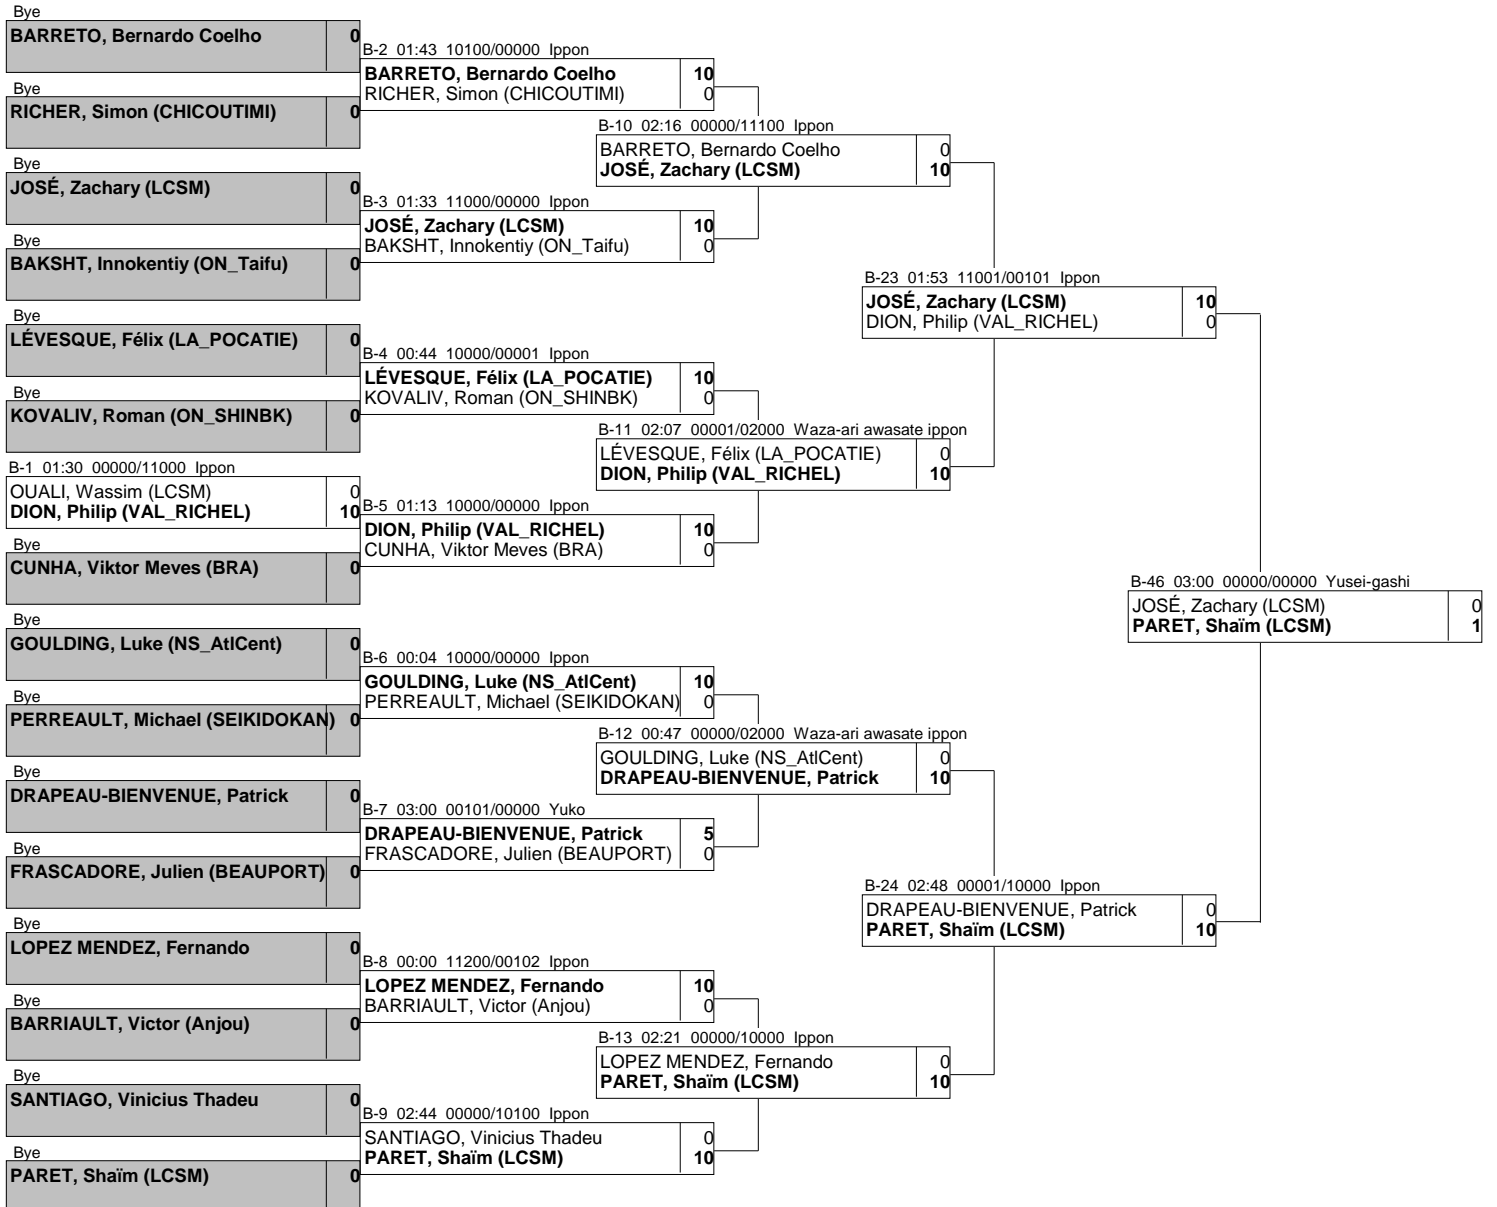 Bye
BARRETO, Bernardo Coelho 0
Bye
RICHER, Simon (CHICOUTIMI) 0
Bye
JOSÉ, Zachary (LCSM) 0
Bye
BAKSHT, Innokentiy (ON_Taifu) 0
Bye
LÉVESQUE, Félix (LA_POCATIE) 0
Bye
KOVALIV, Roman (ON_SHINBK) 0
B-1 01:30 00000/11000 Ippon
OUALI, Wassim (LCSM) 0
DION, Philip (VAL_RICHEL) 10
Bye
CUNHA, Viktor Meves (BRA) 0
Bye
GOULDING, Luke (NS_AtlCent) 0
Bye
PERREAULT, Michael (SEIKIDOKAN) 0
Bye
DRAPEAU-BIENVENUE, Patrick 0
Bye
FRASCADORE, Julien (BEAUPORT) 0
Bye
LOPEZ MENDEZ, Fernando 0
Bye
BARRIAULT, Victor (Anjou) 0
Bye
SANTIAGO, Vinicius Thadeu 0
Bye
PARET, Shaïm (LCSM) 0
B-2 01:43 10100/00000 Ippon
BARRETO, Bernardo Coelho 10
RICHER, Simon (CHICOUTIMI) 0
B-3 01:33 11000/00000 Ippon
JOSÉ, Zachary (LCSM) 10
BAKSHT, Innokentiy (ON_Taifu) 0
B-4 00:44 10000/00001 Ippon
LÉVESQUE, Félix (LA_POCATIE) 10
KOVALIV, Roman (ON_SHINBK) 0
B-5 01:13 10000/00000 Ippon
DION, Philip (VAL_RICHEL) 10
CUNHA, Viktor Meves (BRA) 0
B-6 00:04 10000/00000 Ippon
GOULDING, Luke (NS_AtlCent) 10
PERREAULT, Michael (SEIKIDOKAN) 0
B-7 03:00 00101/00000 Yuko
DRAPEAU-BIENVENUE, Patrick 5
FRASCADORE, Julien (BEAUPORT) 0
B-8 00:00 11200/00102 Ippon
LOPEZ MENDEZ, Fernando 10
BARRIAULT, Victor (Anjou) 0
B-9 02:44 00000/10100 Ippon
SANTIAGO, Vinicius Thadeu 0
PARET, Shaïm (LCSM) 10
B-10 02:16 00000/11100 Ippon
BARRETO, Bernardo Coelho 0
JOSÉ, Zachary (LCSM) 10
B-11 02:07 00001/02000 Waza-ari awasate ippon
LÉVESQUE, Félix (LA_POCATIE) 0
DION, Philip (VAL_RICHEL) 10
B-12 00:47 00000/02000 Waza-ari awasate ippon
GOULDING, Luke (NS_AtlCent) 0
DRAPEAU-BIENVENUE, Patrick 10
B-13 02:21 00000/10000 Ippon
LOPEZ MENDEZ, Fernando 0
PARET, Shaïm (LCSM) 10
B-23 01:53 11001/00101 Ippon
JOSÉ, Zachary (LCSM) 10
DION, Philip (VAL_RICHEL) 0
B-24 02:48 00001/10000 Ippon
DRAPEAU-BIENVENUE, Patrick 0
PARET, Shaïm (LCSM) 10
B-46 03:00 00000/00000 Yusei-gashi
JOSÉ, Zachary (LCSM) 0
PARET, Shaïm (LCSM) 1